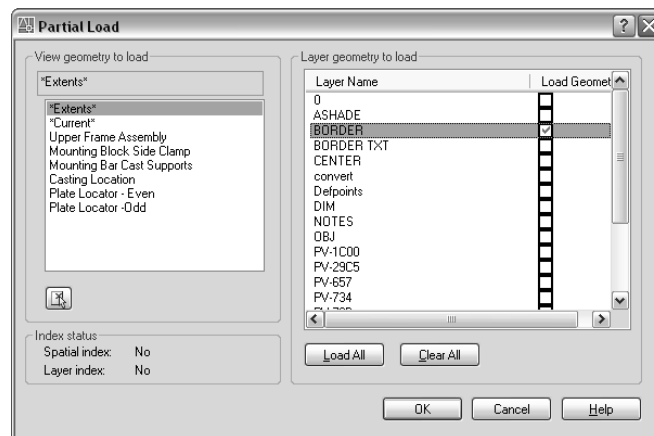 Partial Load
View geometry to load
*Extents*
*Extents*
*Current*
Upper Frame Assembly
Mounting Block Side Clamp
Mounting Bar Cast Supports
Casting Location
Plate Locator - Even
Plate Locator -Odd
Index status
Spatial index: No
Layer index: No
Layer geometry to load
Layer Name Load Geomet
0
ASHADE
BORDER
BORDER TXT
CENTER
convert
Defpoints
DIM
NOTES
OBJ
PV-1C00
PV-29C5
PV-657
PV-734
Load All Clear All
OK Cancel Help